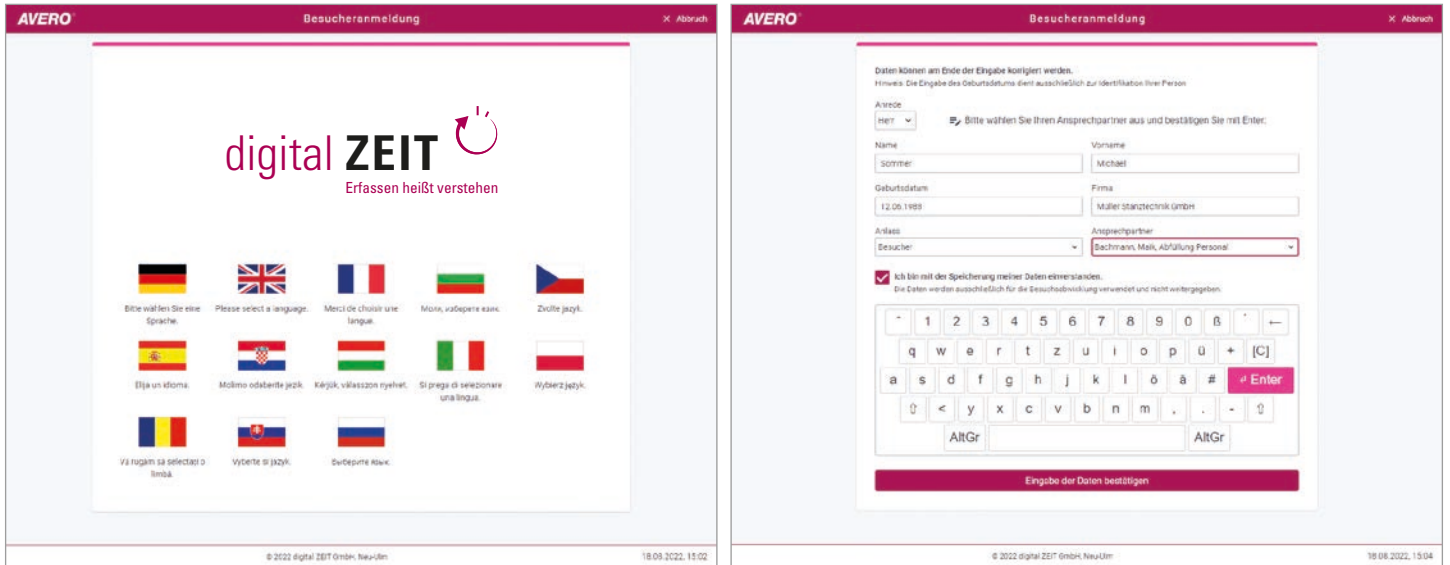 AVERO®
Besucheranmeldung
× Abbruch
digital ZEIT
Erfassen heißt verstehen
Bitte wählen Sie eine
Sprache.
Please select a language.
Merci de choisir une
langue.
Моля, изберете език.
Zvolte jazyk.
Elija un idioma.
Molimo odaberite jezik.
Kérjük, válasszon nyelvet.
Si prega di selezionare
una lingua.
Wybierz język.
Vă rugăm să selectați o
limbă.
Vyberte si jazyk.
Выберите язык.
© 2022 digital ZEIT GmbH, Neu-Ulm
18.08.2022, 15:02
AVERO®
Besucheranmeldung
× Abbruch
Daten können am Ende der Eingabe korrigiert werden.
Hinweis: Die Eingabe des Geburtsdatums dient ausschließlich zur Identifikation Ihrer Person
Anrede
Herr
Bitte wählen Sie Ihren Ansprechpartner aus und bestätigen Sie mit Enter.
Name
Vorname
Sommer
Michael
Geburtsdatum
Firma
Müller Stanztechnik GmbH
Anlass
Ansprechpartner
Besucher
Bachmann, Maik, Abfüllung Personal
Ich bin mit der Speicherung meiner Daten einverstanden.
Die Daten werden ausschließlich für die Besuchsabwicklung verwendet und nicht weitergegeben.
^ 1 2 3 4 5 6 7 8 9 0 ß ´ ←
q w e r t z u i o p ü + [C]
a s d f g h j k l ö ä # ↵ Enter
⇧ < y x c v b n m , . - ⇧
AltGr AltGr
Eingabe der Daten bestätigen
© 2022 digital ZEIT GmbH, Neu-Ulm
18.08.2022, 15:04